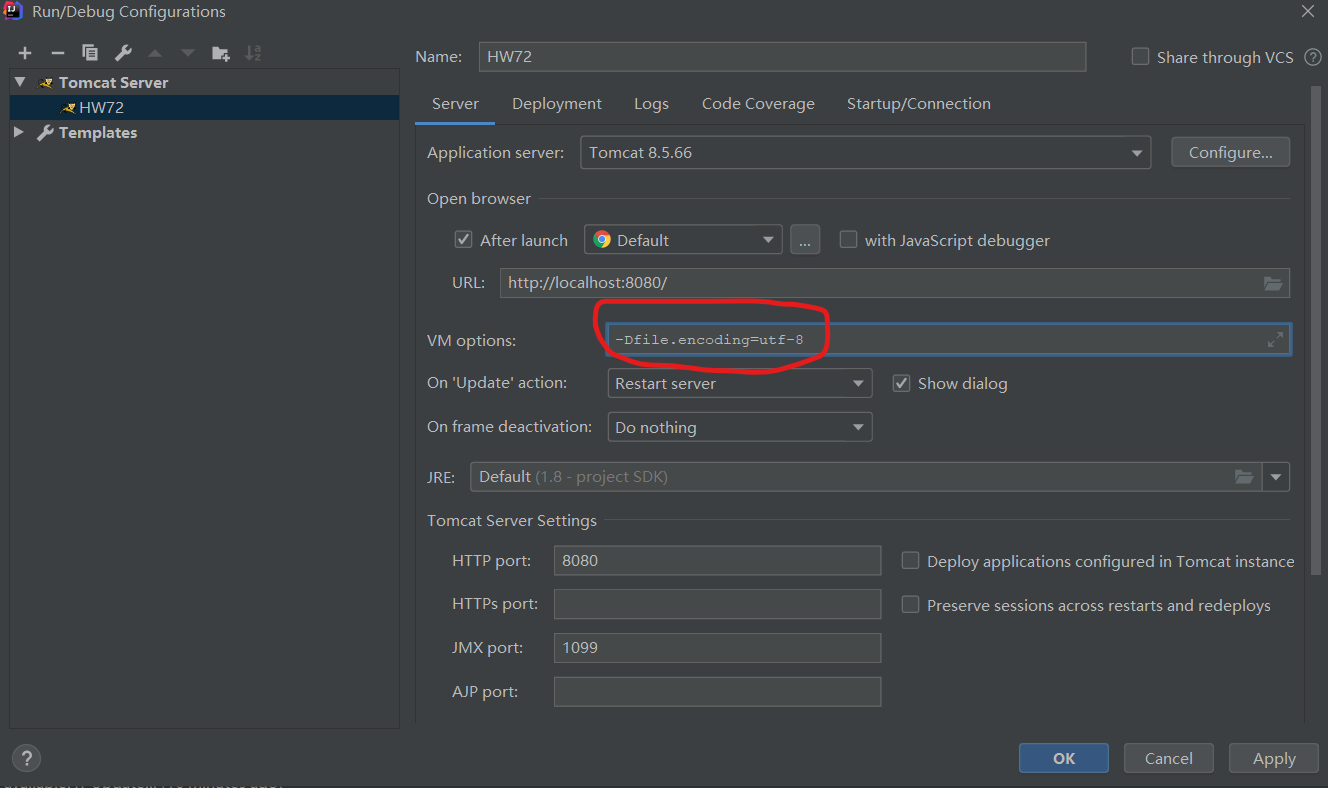 Run/Debug Configurations
Name: HW72
Share through VCS
Tomcat Server
HW72
Templates
Server Deployment Logs Code Coverage Startup/Connection
Application server: Tomcat 8.5.66 Configure...
Open browser
After launch Default ... with JavaScript debugger
URL: http://localhost:8080/
VM options: -Dfile.encoding=utf-8
On 'Update' action: Restart server Show dialog
On frame deactivation: Do nothing
JRE: Default (1.8 - project SDK)
Tomcat Server Settings
HTTP port: 8080 Deploy applications configured in Tomcat instance
HTTPs port: Preserve sessions across restarts and redeploys
JMX port: 1099
AJP port:
? OK Cancel Apply